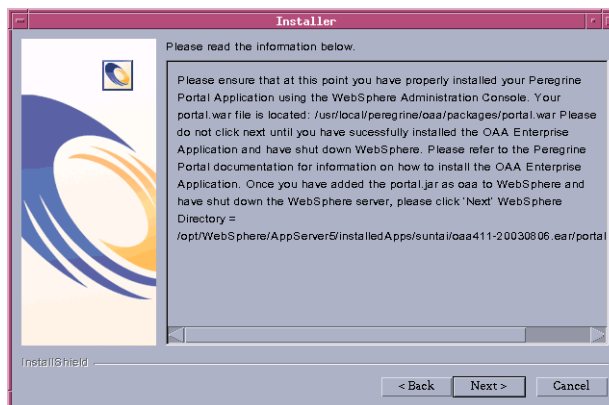 Installer
Please read the information below.
Please ensure that at this point you have properly installed your Peregrine
Portal Application using the WebSphere Administration Console. Your
portal.war file is located: /usr/local/peregrine/oaa/packages/portal.war Please
do not click next until you have sucessfully installed the OAA Enterprise
Application and have shut down WebSphere. Please refer to the Peregrine
Portal documentation for information on how to install the OAA Enterprise
Application. Once you have added the portal.jar as oaa to WebSphere and
have shut down the WebSphere server, please click 'Next' WebSphere
Directory =
/opt/WebSphere/AppServer5/installedApps/suntai/oaa411-20030806.ear/portal
InstallShield
< Back Next > Cancel